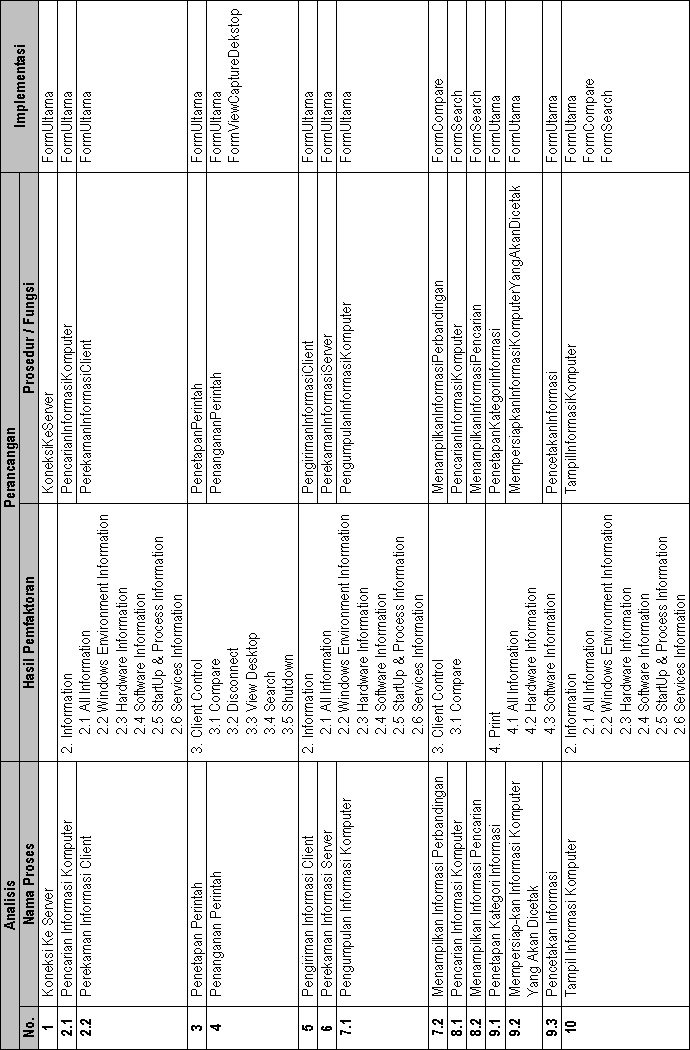 Analisis
Perancangan
Implementasi
No.
Nama Proses
Hasil Pemfaktoran
Prosedur / Fungsi
1
Koneksi Ke Server
KoneksiKeServer
FormUtama
2.1
Pencarian Informasi Komputer
2. Information
PencarianInformasiKomputer
FormUtama
2.2
Perekaman Informasi Client
2.1 All Information
2.2 Windows Environment Information
2.3 Hardware Information
2.4 Software Information
2.5 StartUp & Process Information
2.6 Services Information
PerekamanInformasiClient
FormUtama
3
Penetapan Perintah
3. Client Control
PenetapanPerintah
FormUtama
4
Penanganan Perintah
3.1 Compare
3.2 Disconnect
3.3 View Desktop
3.4 Search
3.5 Shutdown
PenangananPerintah
FormUtama
FormViewCaptureDekstop
5
Pengiriman Informasi Client
2. Information
PengirimanInformasiClient
FormUtama
6
Perekaman Informasi Server
2.1 All Information
PerekamanInformasiServer
FormUtama
7.1
Pengumpulan Informasi Komputer
2.2 Windows Environment Information
2.3 Hardware Information
2.4 Software Information
2.5 StartUp & Process Information
2.6 Services Information
PengumpulanInformasiKomputer
FormUtama
7.2
Menampilkan Informasi Perbandingan
3. Client Control
MenampilkanInformasiPerbandingan
FormCompare
8.1
Pencarian Informasi Komputer
3.1 Compare
PencarianInformasiKomputer
FormSearch
8.2
Menampilkan Informasi Pencarian
MenampilkanInformasiPencarian
FormSearch
9.1
Penetapan Kategori Informasi
4. Print
PenetapanKategoriInformasi
FormUtama
9.2
Mempersiap-kan Informasi Komputer
Yang Akan Dicetak
4.1 All Information
4.2 Hardware Information
MempersiapkanInformasiKomputerYangAkanDicetak
FormUtama
9.3
Pencetakan Informasi
4.3 Software Information
PencetakanInformasi
FormUtama
10
Tampil Informasi Komputer
2. Information
2.1 All Information
2.2 Windows Environment Information
2.3 Hardware Information
2.4 Software Information
2.5 StartUp & Process Information
2.6 Services Information
TampilInformasiKomputer
FormUtama
FormCompare
FormSearch